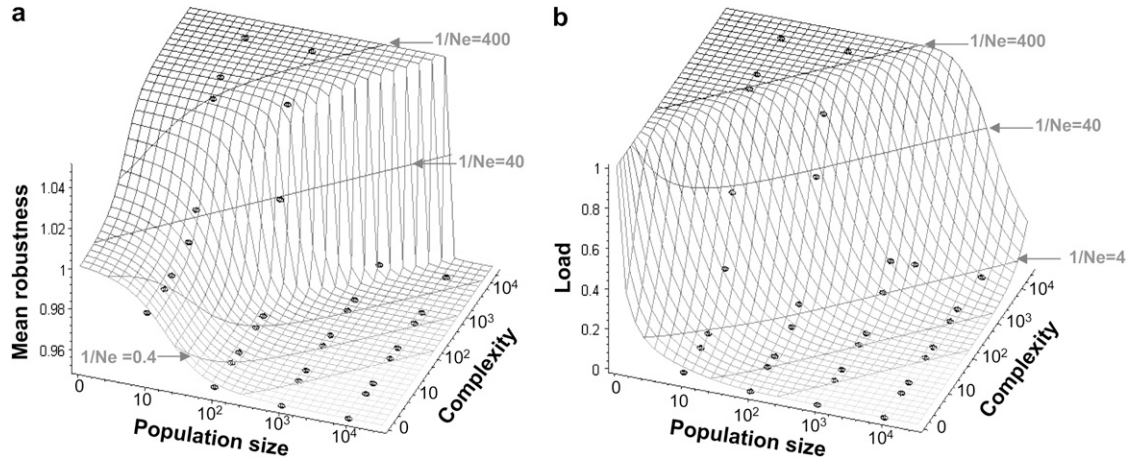 a
1/Ne=400
1/Ne=40
1/Ne =0.4
Mean robustness
1.04
1.02
1
0.98
0.96
0
10
10²
10³
10⁴
Population size
0
10
10²
10³
10⁴
Complexity
b
1/Ne=400
1/Ne=40
1/Ne=4
Load
1
0.8
0.6
0.4
0.2
0
0
10
10²
10³
10⁴
Population size
0
10
10²
10³
10⁴
Complexity